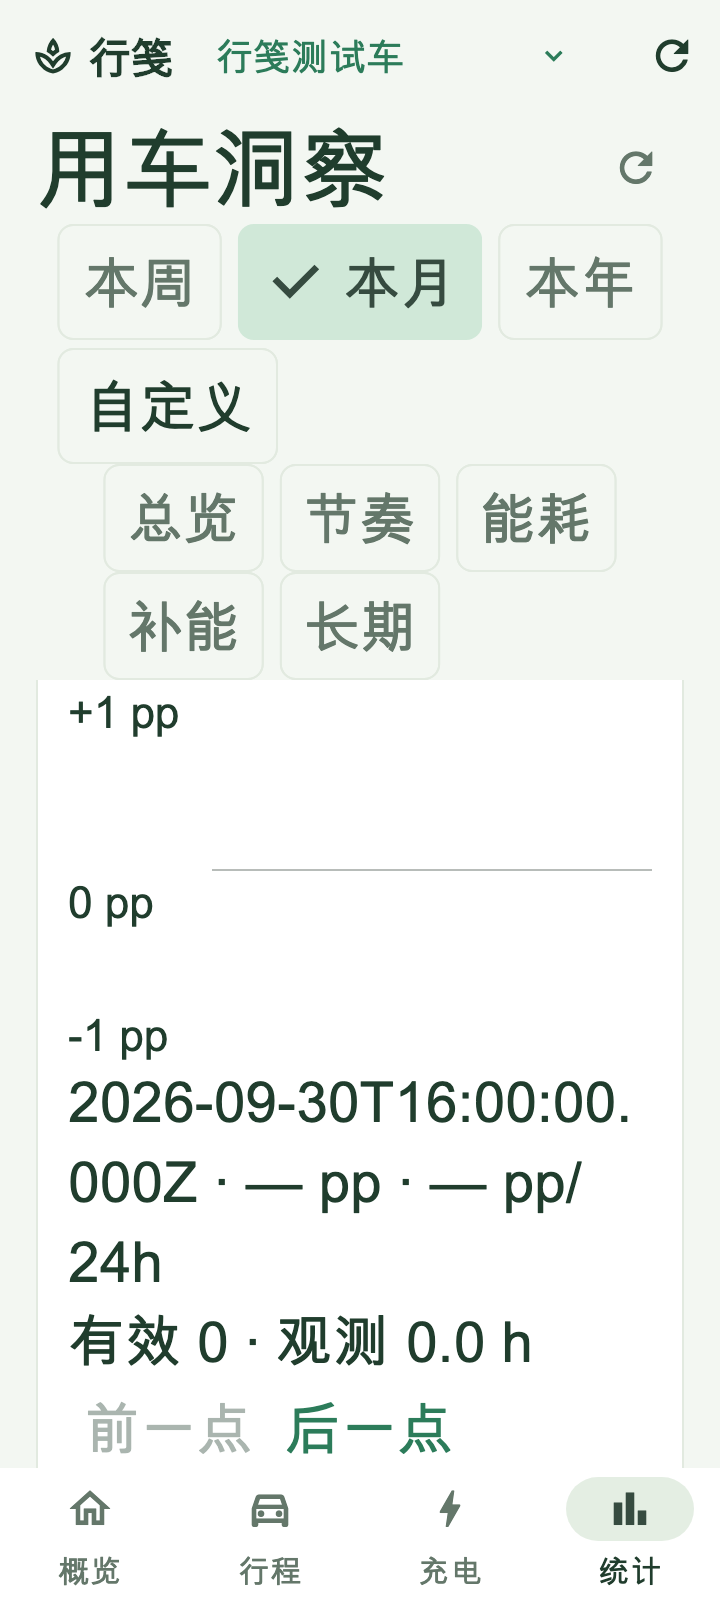 行笺 行笺测试车
用车洞察
本周 本月 本年
自定义
总览 节奏 能耗
补能 长期
+1 pp
0 pp
-1 pp
2026-09-30T16:00:00.
000Z · — pp · — pp/
24h
有效 0 · 观测 0.0 h
前一点 后一点
概览 行程 充电 统计